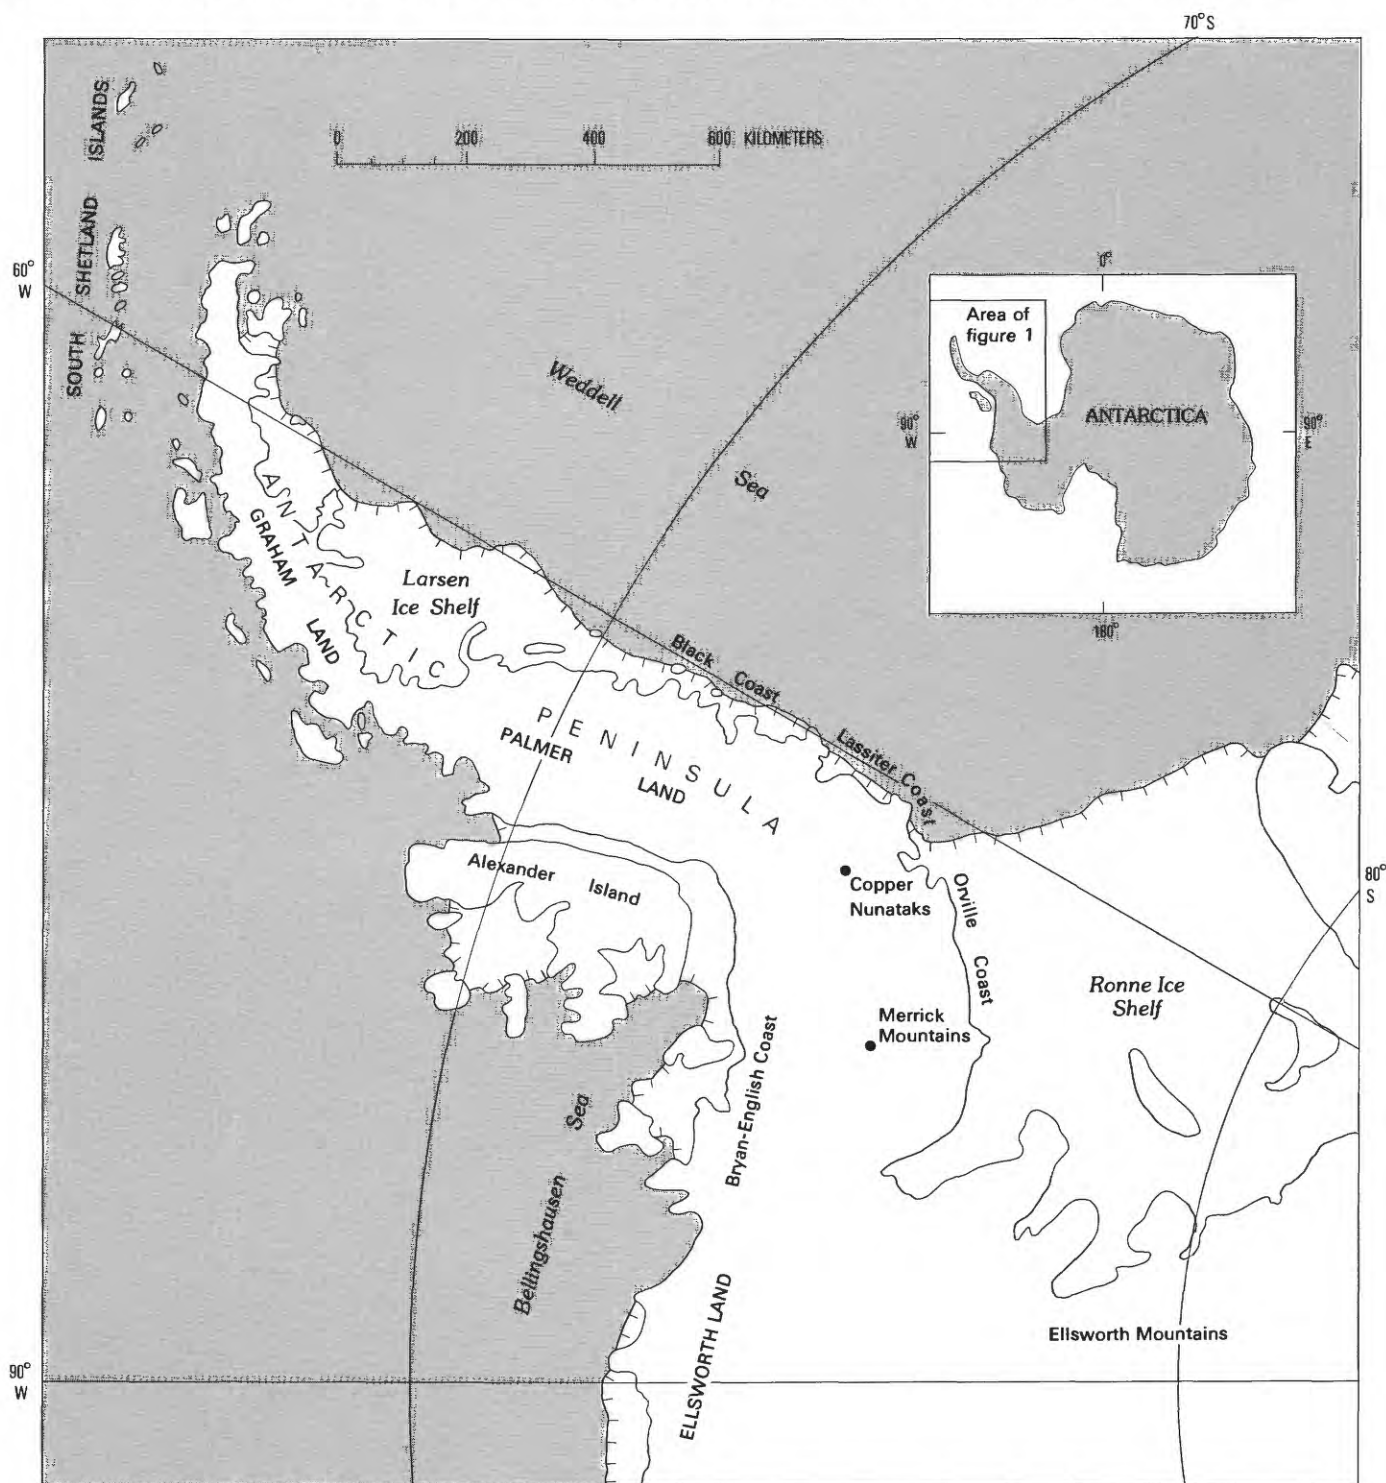 70°S
0 200 400 600 KILOMETERS
SOUTH SHETLAND ISLANDS
60°
W
0°
Area of
figure 1
ANTARCTICA
90°
W
90°
E
180°
Weddell
Sea
ANTARCTIC
GRAHAM
LAND
Larsen
Ice Shelf
Black Coast
PENINSULA
PALMER
LAND
Lassiter Coast
Alexander Island
Copper
Nunataks
Orville
Coast
80°
S
Ronne Ice
Shelf
Merrick
Mountains
Bryan-English Coast
Bellingshausen Sea
ELLSWORTH LAND
Ellsworth Mountains
90°
W